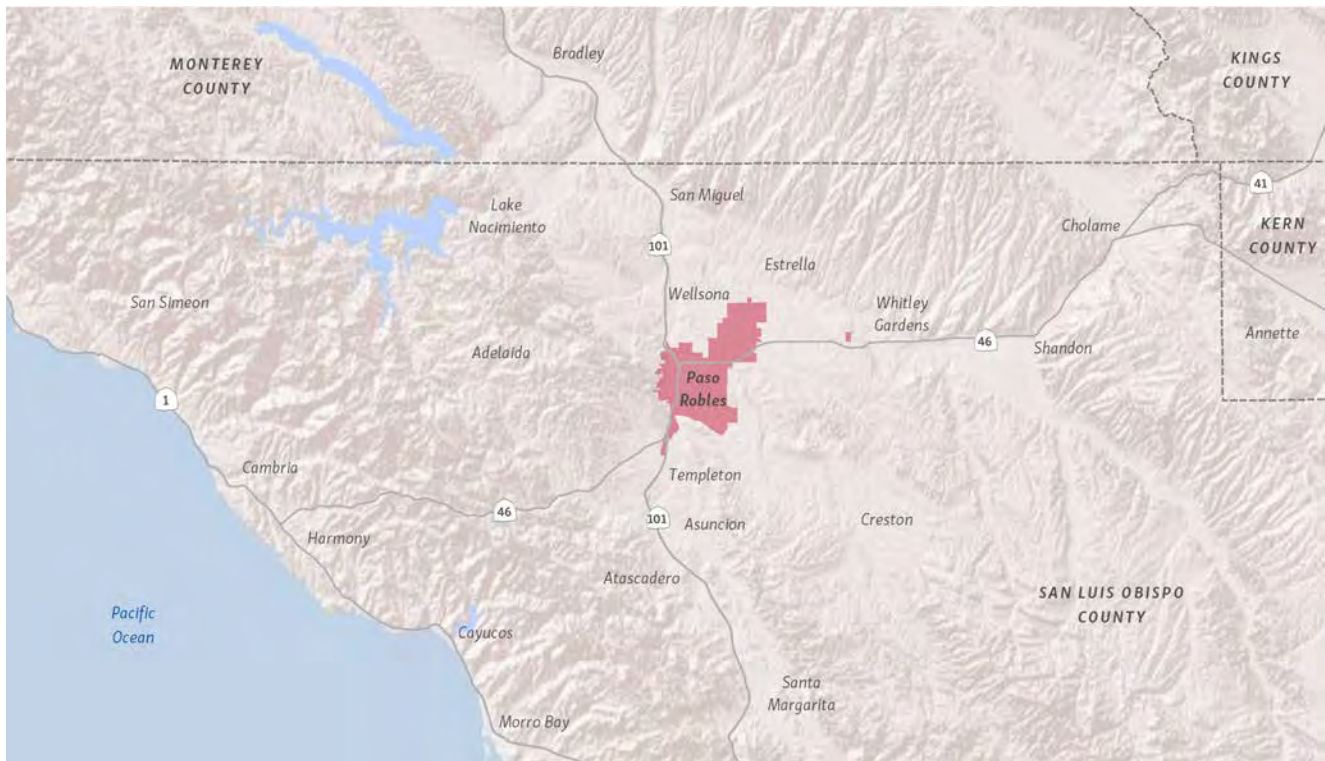 Bradley
MONTEREY
COUNTY
KINGS
COUNTY
San Miguel
41
Lake
Nacimiento
Cholame
KERN
COUNTY
101
Estrella
San Simeon
Wellsona
Whitley
Gardens
Annette
46
Shandon
Adelaida
Paso
Robles
1
Cambria
Templeton
46
101
Asuncion
Creston
Harmony
Atascadero
SAN LUIS OBISPO
COUNTY
Pacific
Ocean
Cayucos
Santa
Margarita
Morro Bay